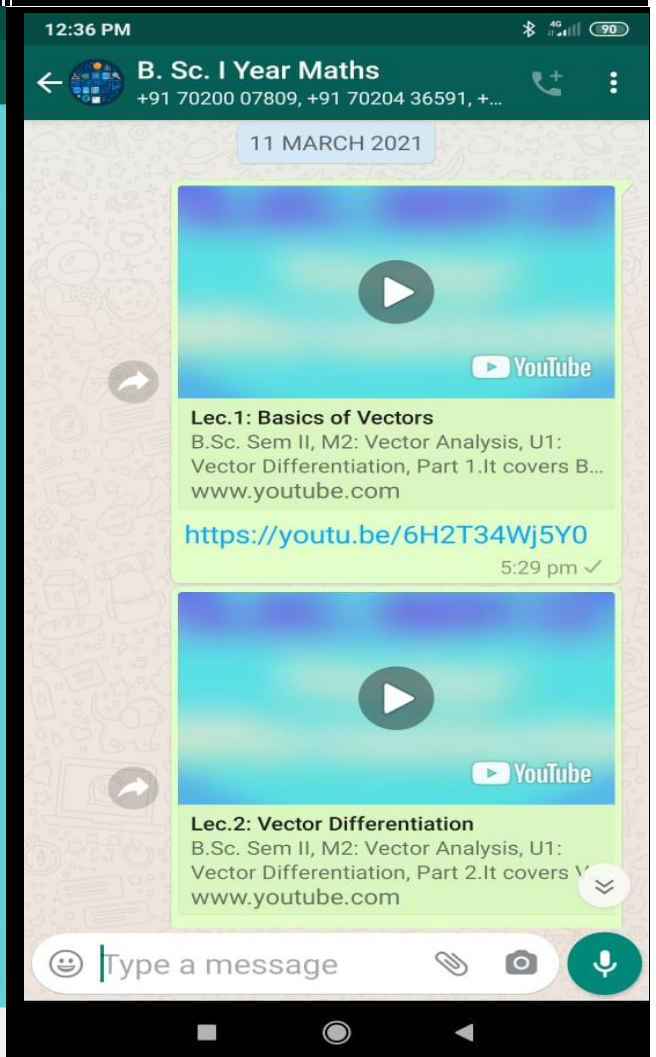 12:36 PM
4G
90
B. Sc. I Year Maths
+91 70200 07809, +91 70204 36591, +...
11 MARCH 2021
YouTube
Lec.1: Basics of Vectors
B.Sc. Sem II, M2: Vector Analysis, U1:
Vector Differentiation, Part 1.It covers B...
www.youtube.com
https://youtu.be/6H2T34Wj5Y0
5:29 pm
YouTube
Lec.2: Vector Differentiation
B.Sc. Sem II, M2: Vector Analysis, U1:
Vector Differentiation, Part 2.It covers V
www.youtube.com
Type a message